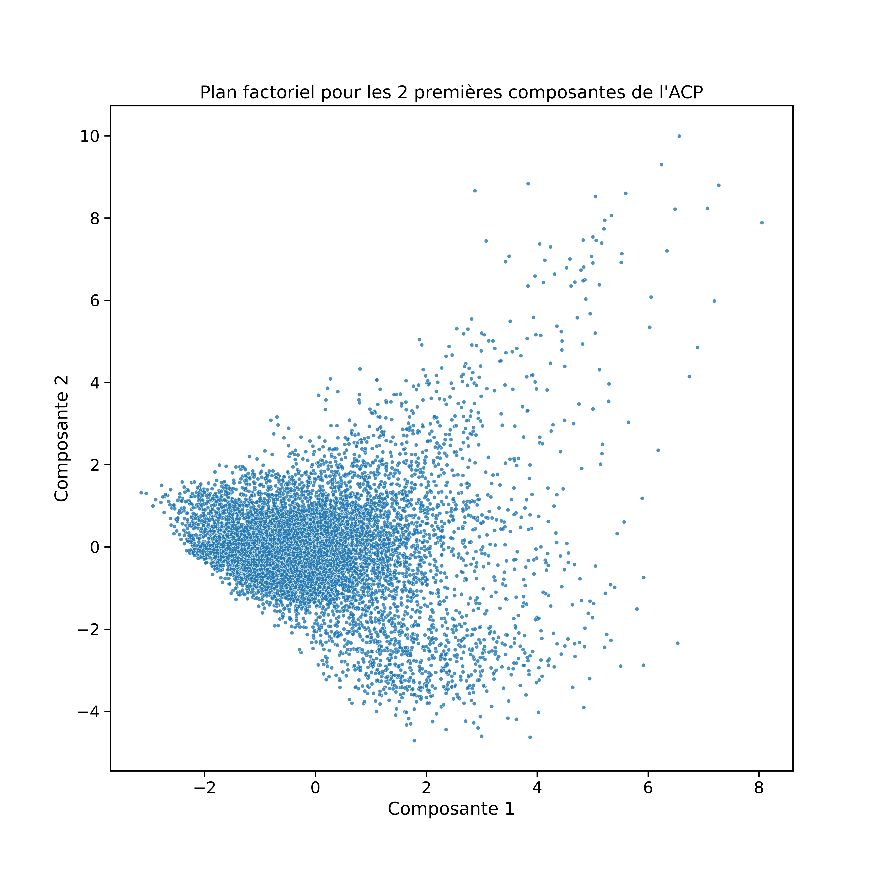 Plan factoriel pour les 2 premières composantes de l'ACP
10
8
6
4
2
0
−2
−4
Composante 2
−2 0 2 4 6 8
Composante 1